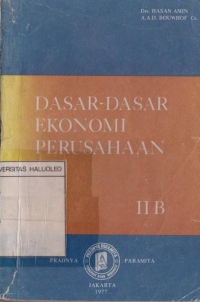 Drs. HASAN AMIN
DASAR-DASAR
EKONOMI
PERUSAHAAN
VERSITAS HALUOLEO
II B
PRADNYA PARAMITA
JAKARTA
1977